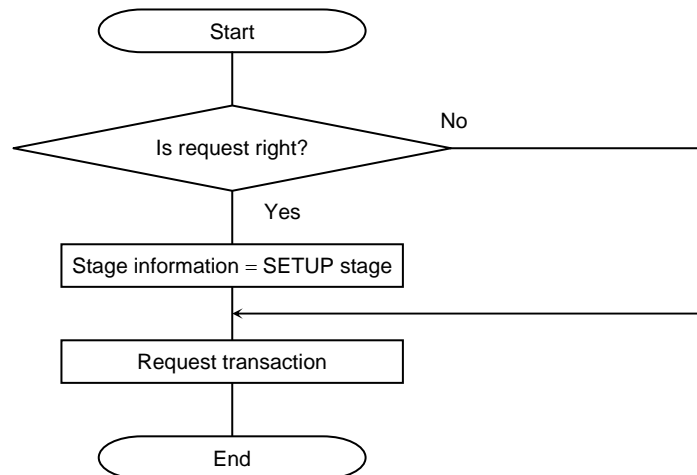 Start
Is request right?
No
Yes
Stage information = SETUP stage
Request transaction
End